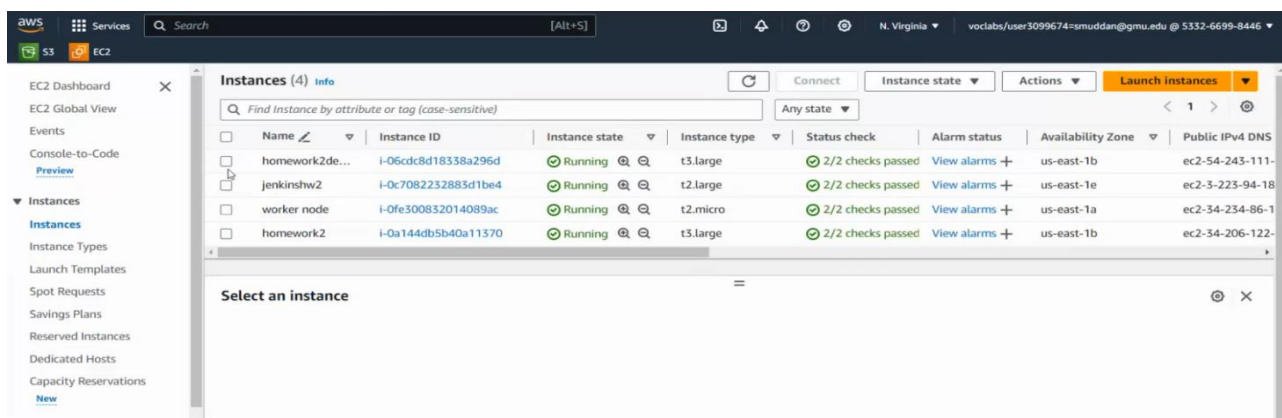 aws Services Search [Alt+S] N. Virginia voclabs/user3099674=smuddan@gmu.edu @ 5332-6699-8446
S3 EC2
EC2 Dashboard
EC2 Global View
Events
Console-to-Code
Preview
Instances
Instances
Instance Types
Launch Templates
Spot Requests
Savings Plans
Reserved Instances
Dedicated Hosts
Capacity Reservations
New
Instances (4) Info Connect Instance state Actions Launch instances
Find Instance by attribute or tag (case-sensitive) Any state 1
Name Instance ID Instance state Instance type Status check Alarm status Availability Zone Public IPv4 DNS
homework2de... i-06cdc8d18338a296d Running t3.large 2/2 checks passed View alarms + us-east-1b ec2-54-243-111-
jenkinshw2 i-0c7082232883d1be4 Running t2.large 2/2 checks passed View alarms + us-east-1e ec2-3-223-94-18
worker node i-0fe300832014089ac Running t2.micro 2/2 checks passed View alarms + us-east-1a ec2-34-234-86-1
homework2 i-0a144db5b40a11370 Running t3.large 2/2 checks passed View alarms + us-east-1b ec2-34-206-122-
Select an instance